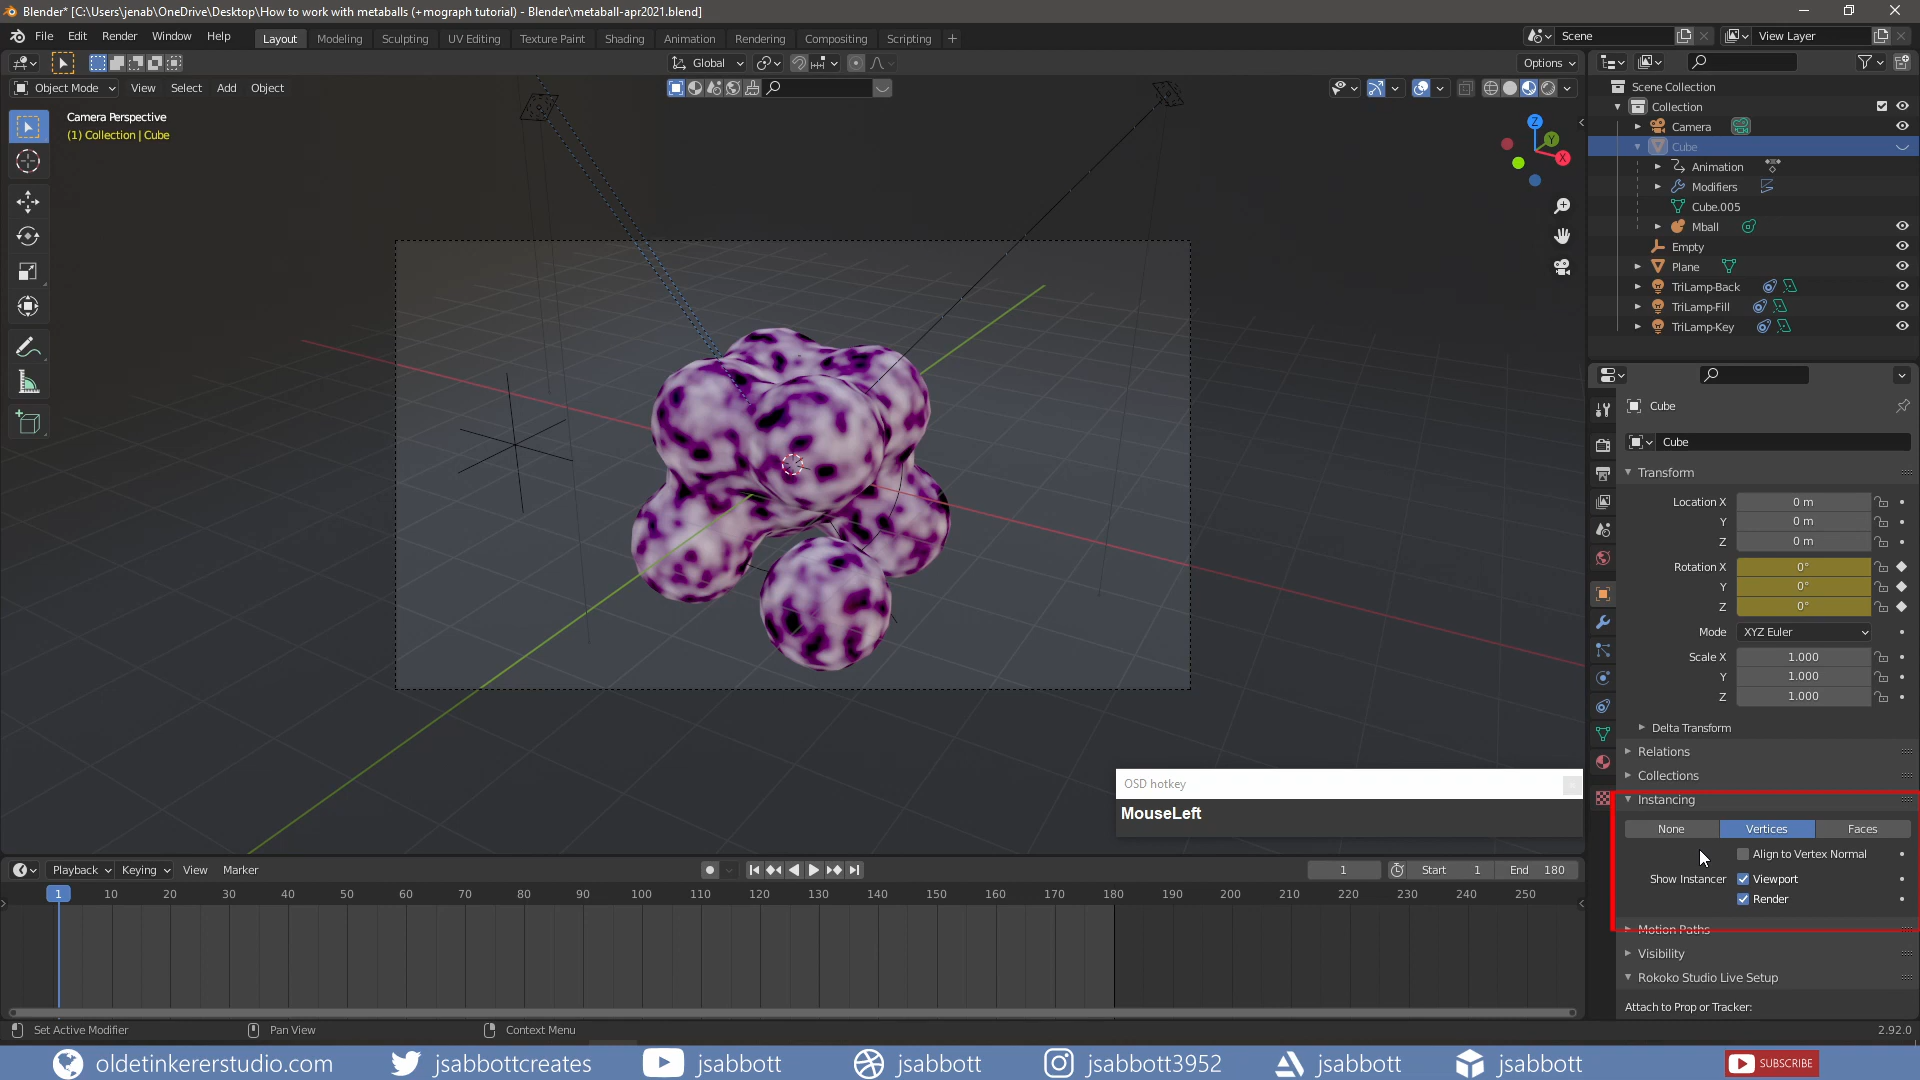 Blender* [C:\Users\jenab\OneDrive\Desktop\How to work with metaballs (+mograph tutorial) - Blender\metaball-apr2021.blend]
File Edit Render Window Help Layout Modeling Sculpting UV Editing Texture Paint Shading Animation Rendering Compositing Scripting + Scene View Layer
Global Options
Object Mode View Select Add Object
Camera Perspective
(1) Collection | Cube
Z
Y
X
Scene Collection
Collection
Camera
Cube
Animation
Modifiers
Cube.005
Mball
Empty
Plane
TriLamp-Back
TriLamp-Fill
TriLamp-Key
Cube
Cube
Transform
Location X 0 m
Y 0 m
Z 0 m
Rotation X 0°
Y 0°
Z 0°
Mode XYZ Euler
Scale X 1.000
Y 1.000
Z 1.000
Delta Transform
Relations
Collections
Instancing
None Vertices Faces
Align to Vertex Normal
Show Instancer Viewport
Render
Motion Paths
Visibility
Rokoko Studio Live Setup
Attach to Prop or Tracker:
OSD hotkey
MouseLeft
Playback Keying View Marker 1 Start 1 End 180
1 10 20 30 40 50 60 70 80 90 100 110 120 130 140 150 160 170 180 190 200 210 220 230 240 250
Set Active Modifier Pan View Context Menu 2.92.0
oldetinkererstudio.com jsabbottcreates jsabbott jsabbott jsabbott3952 jsabbott jsabbott SUBSCRIBE